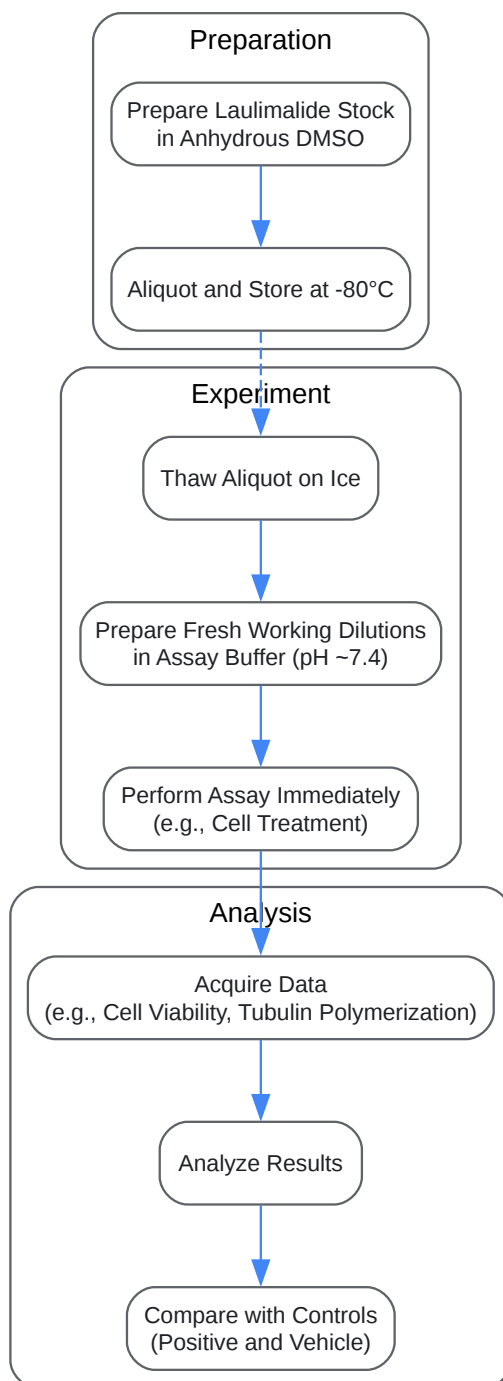 Preparation
Prepare Laulimalide Stock
in Anhydrous DMSO
Aliquot and Store at -80°C
Experiment
Thaw Aliquot on Ice
Prepare Fresh Working Dilutions
in Assay Buffer (pH ~7.4)
Perform Assay Immediately
(e.g., Cell Treatment)
Analysis
Acquire Data
(e.g., Cell Viability, Tubulin Polymerization)
Analyze Results
Compare with Controls
(Positive and Vehicle)